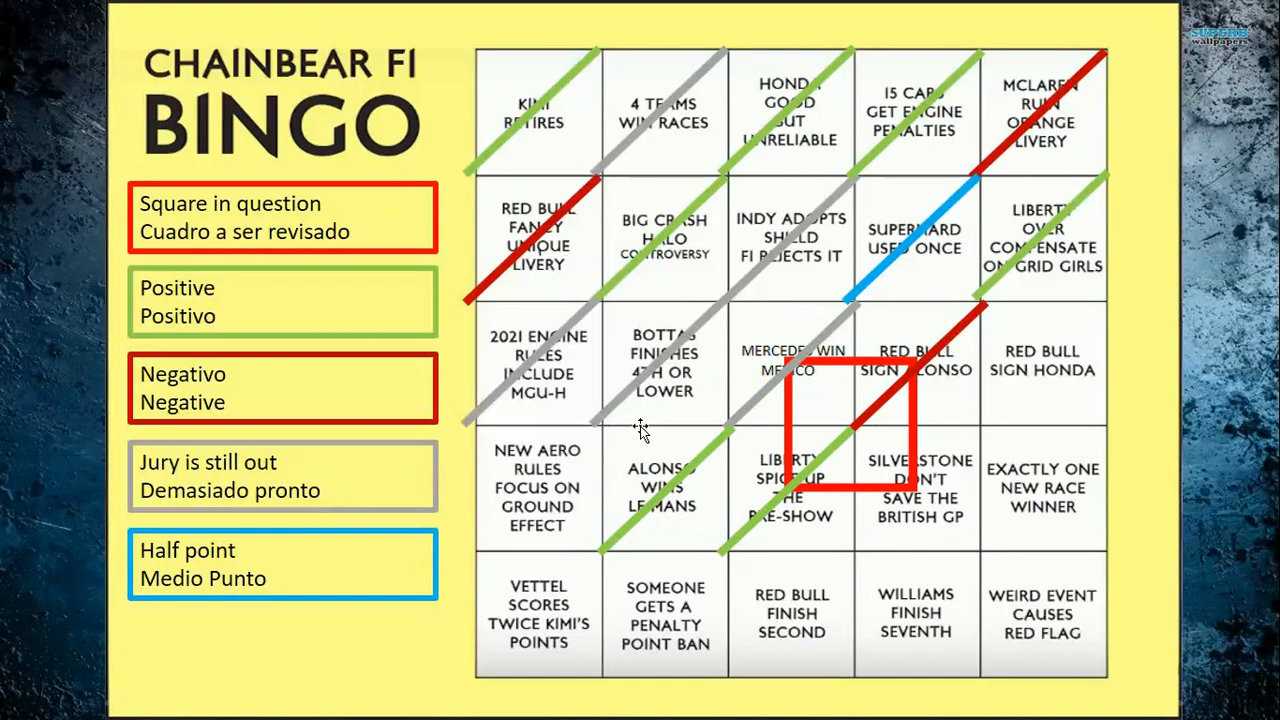 CHAINBEAR F1
BINGO
SUPERB
wallpapers
Square in question
Cuadro a ser revisado
Positive
Positivo
Negativo
Negative
Jury is still out
Demasiado pronto
Half point
Medio Punto
KIMI
RETIRES
4 TEAMS
WIN RACES
HONDA
GOOD
BUT
UNRELIABLE
15 CARS
GET ENGINE
PENALTIES
MCLAREN
RUIN
ORANGE
LIVERY
RED BULL
FANCY
UNIQUE
LIVERY
BIG CRASH
HALO
CONTROVERSY
INDY ADOPTS
SHIELD
F1 REJECTS IT
SUPERHARD
USED ONCE
LIBERTY
OVER
COMPENSATE
ON GRID GIRLS
2021 ENGINE
RULES
INCLUDE
MGU-H
BOTTAS
FINISHES
4TH OR
LOWER
MERCEDES WIN
MEXICO
RED BULL
SIGN ALONSO
RED BULL
SIGN HONDA
NEW AERO
RULES
FOCUS ON
GROUND
EFFECT
ALONSO
WINS
LE MANS
LIBERTY
SPICE UP
THE
PRE-SHOW
SILVERSTONE
DON'T
SAVE THE
BRITISH GP
EXACTLY ONE
NEW RACE
WINNER
VETTEL
SCORES
TWICE KIMI'S
POINTS
SOMEONE
GETS A
PENALTY
POINT BAN
RED BULL
FINISH
SECOND
WILLIAMS
FINISH
SEVENTH
WEIRD EVENT
CAUSES
RED FLAG